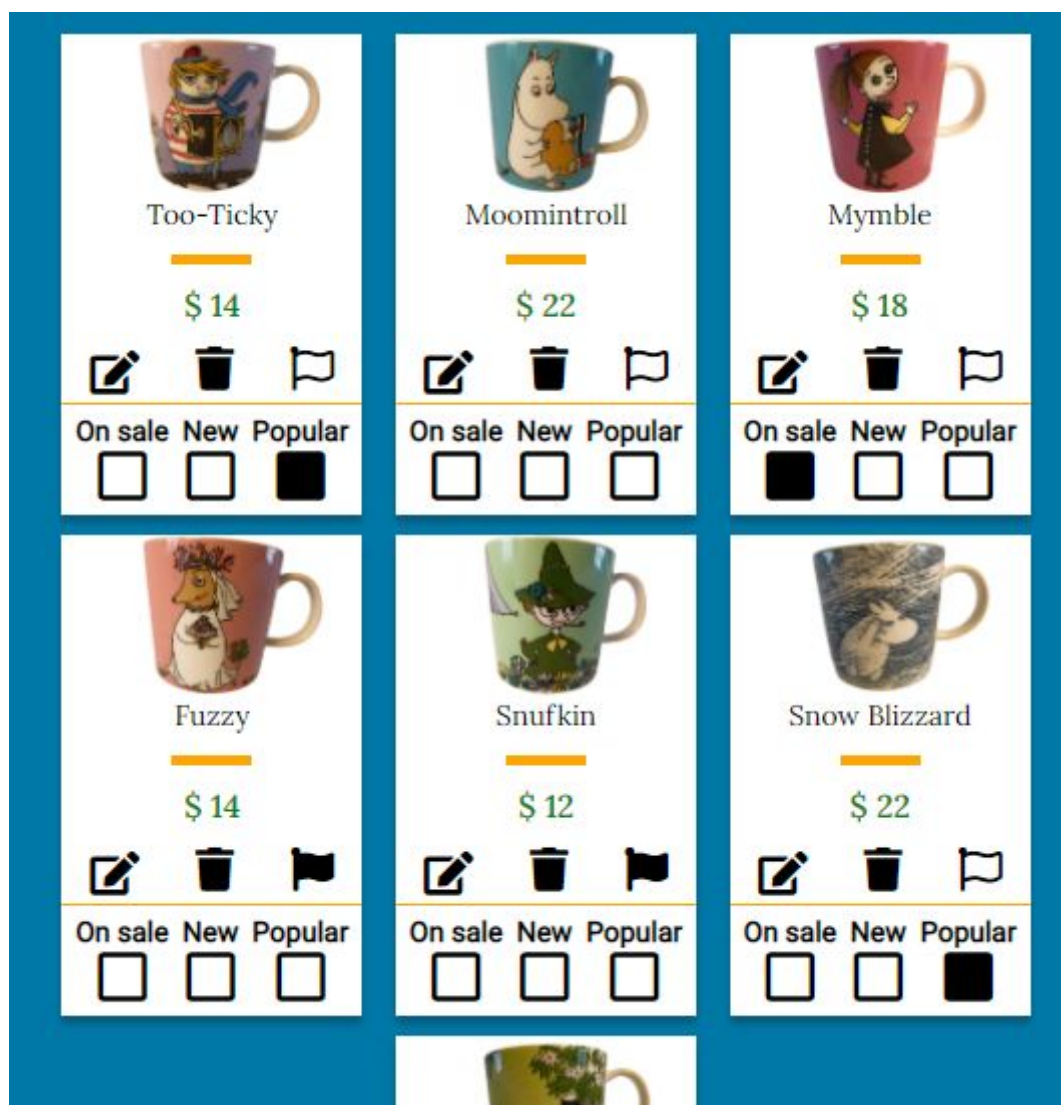 Too-Ticky
$ 14
On sale New Popular
Moomintroll
$ 22
On sale New Popular
Mymble
$ 18
On sale New Popular
Fuzzy
$ 14
On sale New Popular
Snufkin
$ 12
On sale New Popular
Snow Blizzard
$ 22
On sale New Popular